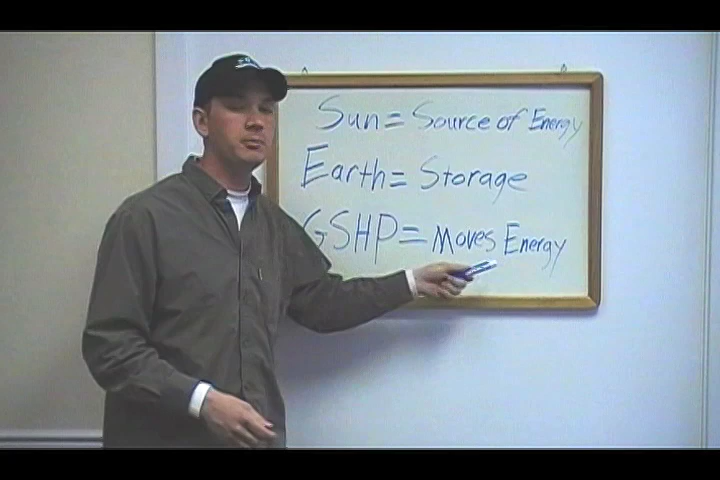 Sun = Source of Energy
Earth = Storage
GSHP = Moves Energy